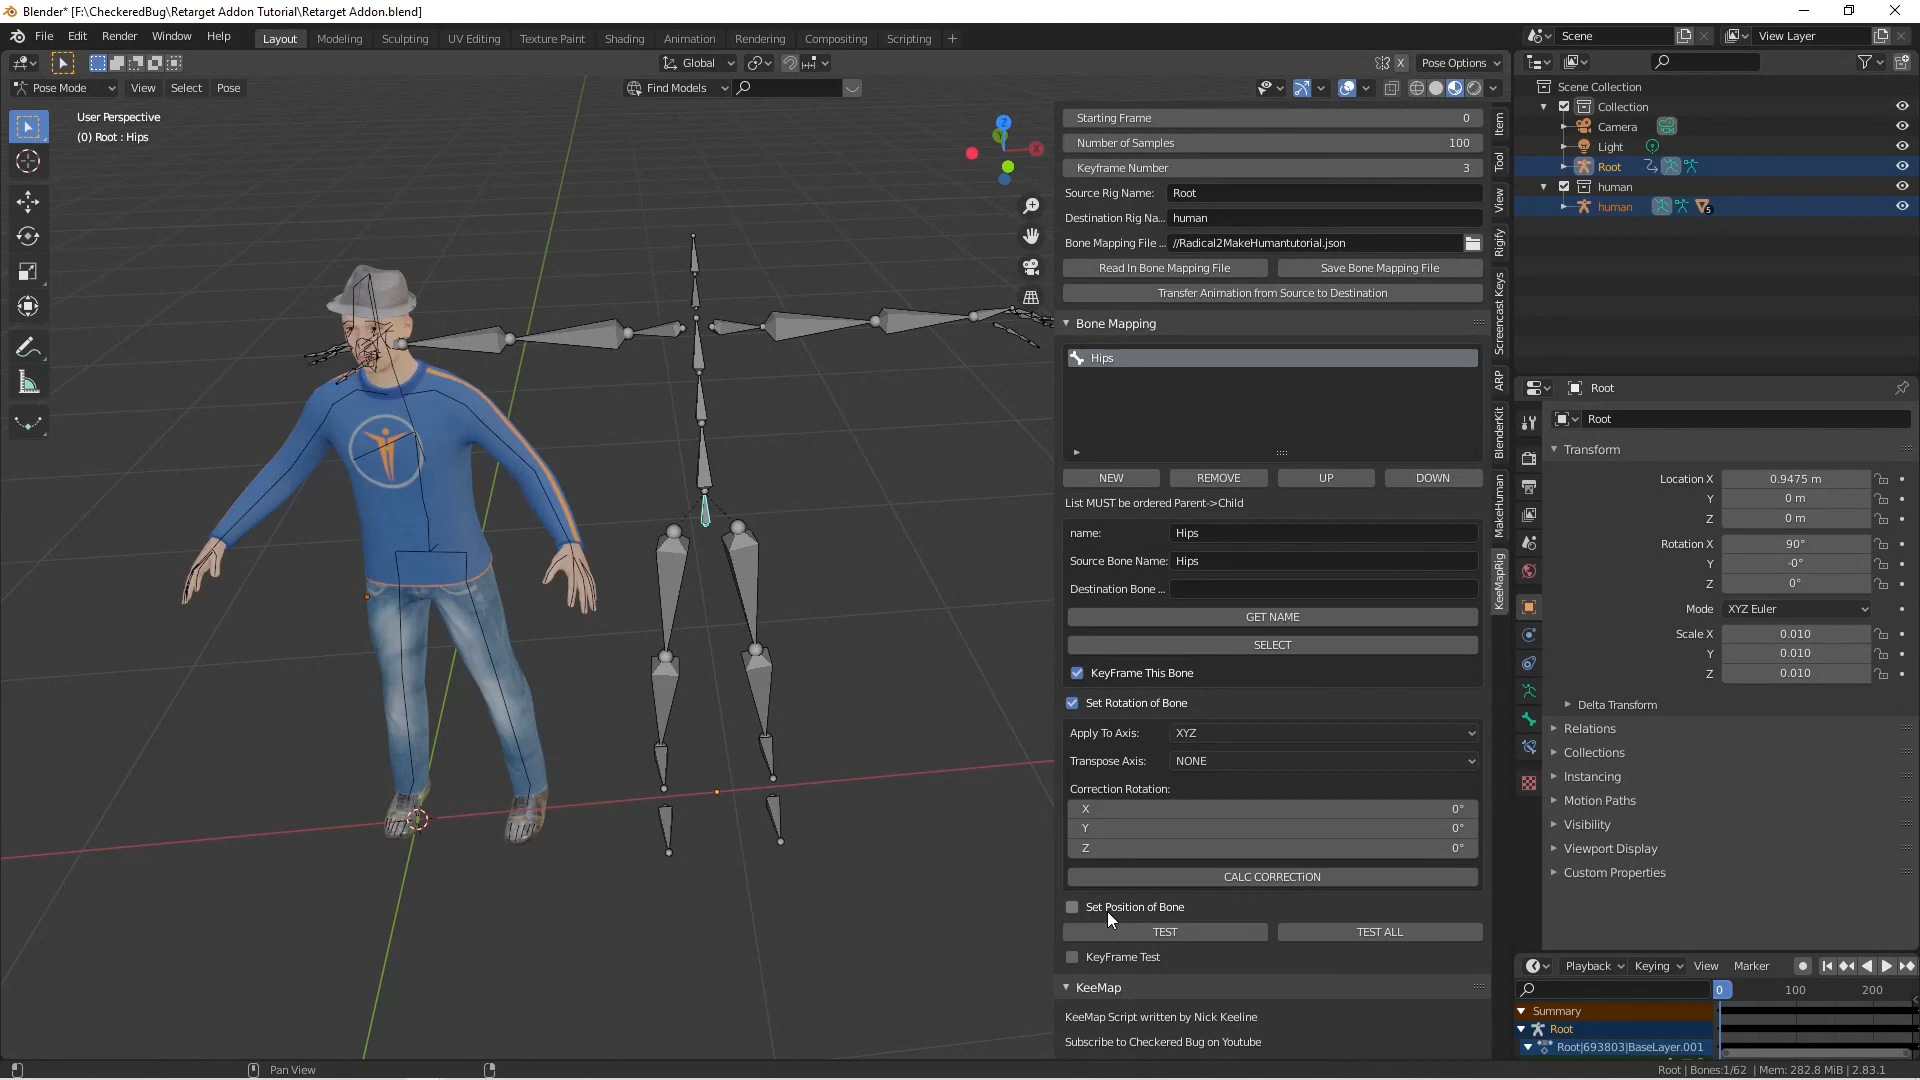 Blender* [F:\CheckeredBug\Retarget Addon Tutorial\Retarget Addon.blend]
File Edit Render Window Help Layout Modeling Sculpting UV Editing Texture Paint Shading Animation Rendering Compositing Scripting + Scene View Layer
Global X Pose Options
Pose Mode View Select Pose Find Models
User Perspective
(0) Root : Hips
Z
Y
X
Starting Frame 0
Number of Samples 100
Keyframe Number 3
Source Rig Name: Root
Destination Rig Na... human
Bone Mapping File ... //Radical2MakeHumantutorial.json
Read In Bone Mapping File Save Bone Mapping File
Transfer Animation from Source to Destination
Bone Mapping
Hips
NEW REMOVE UP DOWN
List MUST be ordered Parent->Child
name: Hips
Source Bone Name: Hips
Destination Bone ...
GET NAME
SELECT
KeyFrame This Bone
Set Rotation of Bone
Apply To Axis: XYZ
Transpose Axis: NONE
Correction Rotation:
X 0°
Y 0°
Z 0°
CALC CORRECTiON
Set Position of Bone
TEST TEST ALL
KeyFrame Test
KeeMap
KeeMap Script written by Nick Keeline
Subscribe to Checkered Bug on Youtube
Item
Tool
View
Rigify
Screencast Keys
ARP
BlenderKit
MakeHuman
KeeMapRig
Scene Collection
Collection
Camera
Light
Root
human
human 5
Root
Root
Transform
Location X 0.9475 m
Y 0 m
Z 0 m
Rotation X 90°
Y -0°
Z 0°
Mode XYZ Euler
Scale X 0.010
Y 0.010
Z 0.010
Delta Transform
Relations
Collections
Instancing
Motion Paths
Visibility
Viewport Display
Custom Properties
Playback Keying View Marker
0 100 200
Summary
Root
Root|693803|BaseLayer.001
Pan View
Root | Bones:1/62 | Mem: 282.8 MiB | 2.83.1